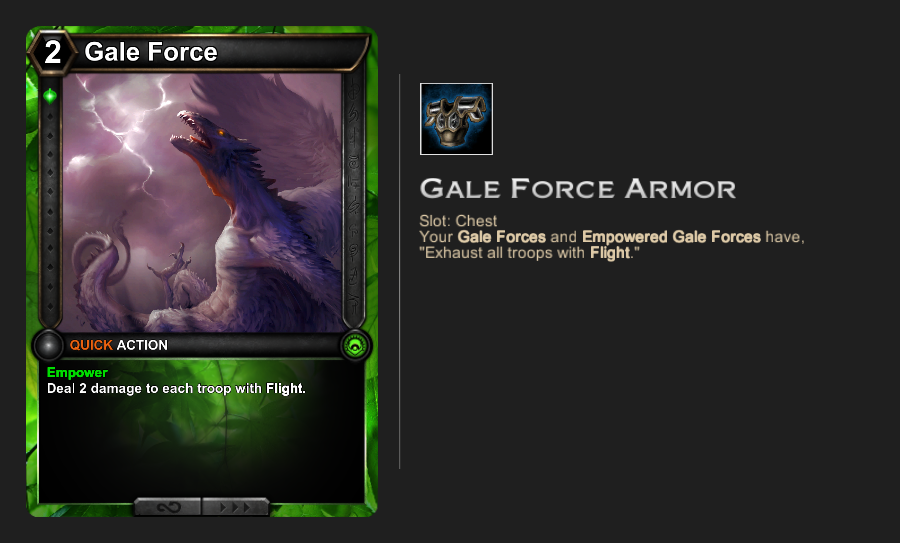 2 Gale Force
QUICK ACTION
Empower
Deal 2 damage to each troop with Flight.
GALE FORCE ARMOR
Slot: Chest
Your Gale Forces and Empowered Gale Forces have,
"Exhaust all troops with Flight."